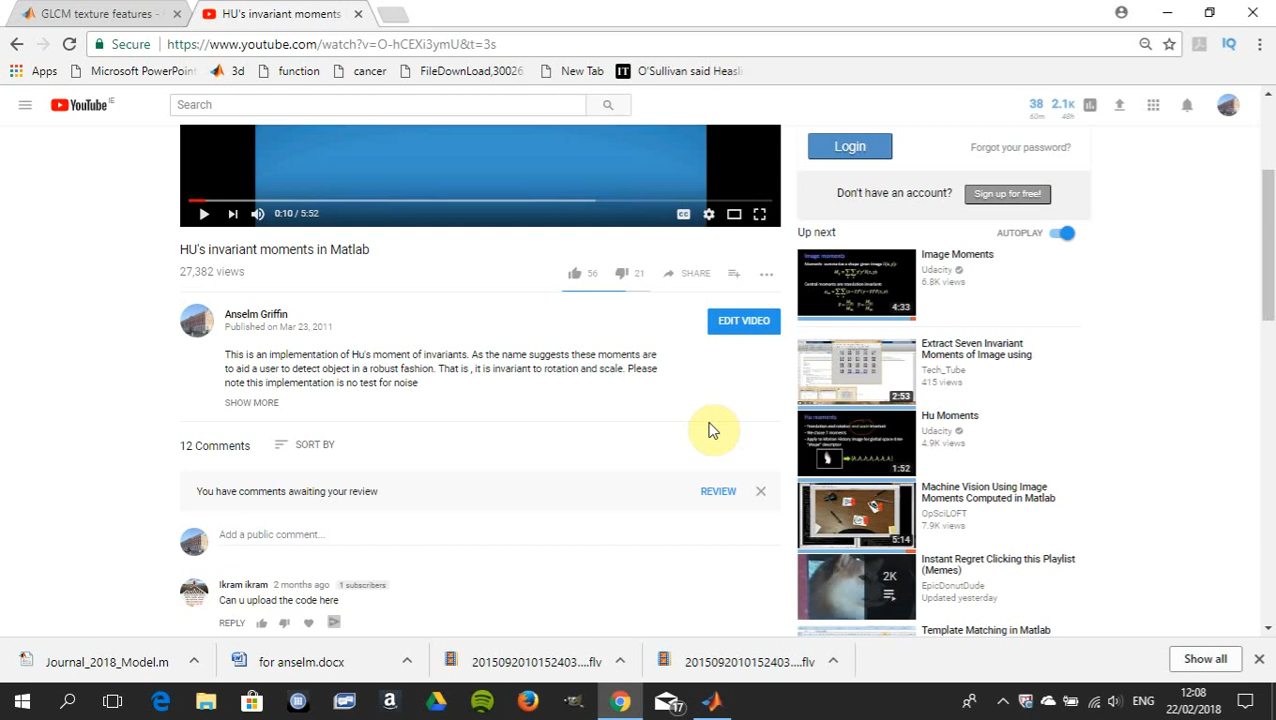 GLCM texture features -
HU's invariant moments
Secure
https://www.youtube.com/watch?v=O-hCEXi3ymU&t=3s
Apps
Microsoft PowerPoint
3d
function
cancer
FileDownLoad,30026
New Tab
IT
O'Sullivan said Heasli
YouTube IE
Search
38
60m
2.1K
48h
Login
Forgot your password?
Don't have an account?
Sign up for free!
0:10 / 5:52
CC
Up next
AUTOPLAY
HU's invariant moments in Matlab
,382 views
56
21
SHARE
Anselm Griffin
Published on Mar 23, 2011
EDIT VIDEO
This is an implementation of Hu's moment of invariants. As the name suggests these moments are
to aid a user to detect object in a robust fashion. That is , it is invariant to rotation and scale. Please
note this implementation is no test for noise
SHOW MORE
Comments
SORT BY
You have comments awaiting your review
REVIEW
Add a public comment...
ikram ikram
2 months ago
1 subscribers
Can u upload the code here
REPLY
Image moments
4:33
Image Moments
Udacity
6.8K views
2:53
Extract Seven Invariant
Moments of Image using
Tech_Tube
415 views
Hu moments
1:52
Hu Moments
Udacity
4.9K views
5:14
Machine Vision Using Image
Moments Computed in Matlab
OpSciLOFT
7.9K views
2K
Instant Regret Clicking this Playlist
(Memes)
EpicDonutDude
Updated yesterday
Template Matching in Matlab
Journal_2018_Model.m
for anselm.docx
2015092010152403....flv
2015092010152403....flv
Show all
17
ENG
12:08
22/02/2018